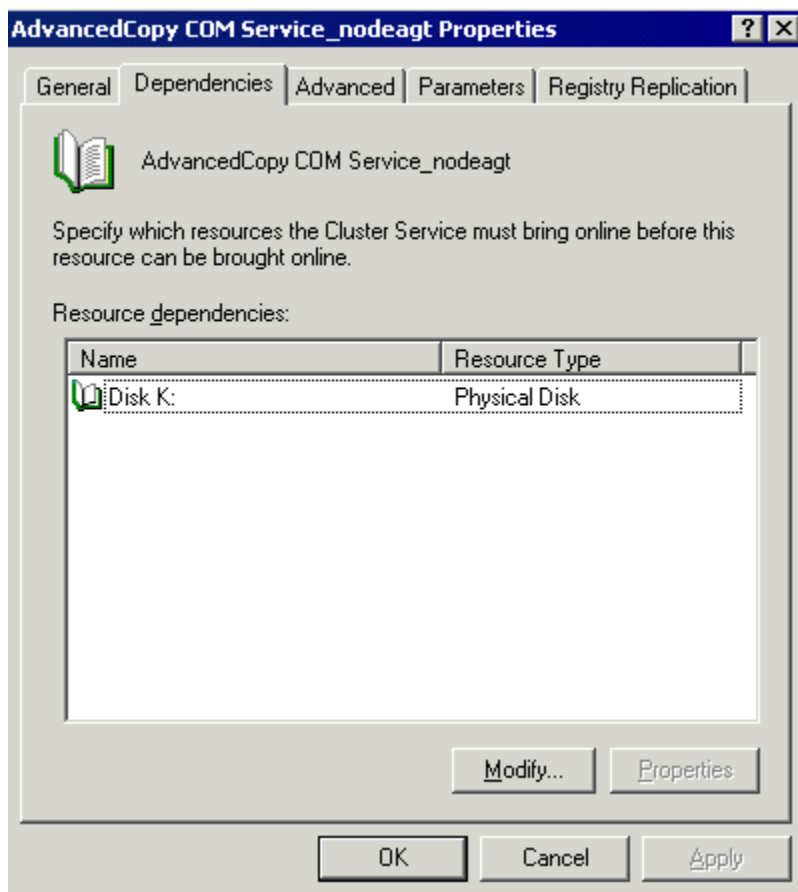 AdvancedCopy COM Service_nodeagt Properties
General Dependencies Advanced Parameters Registry Replication
AdvancedCopy COM Service_nodeagt
Specify which resources the Cluster Service must bring online before this
resource can be brought online.
Resource dependencies:
Name Resource Type
Disk K: Physical Disk
Modify... Properties
OK Cancel Apply